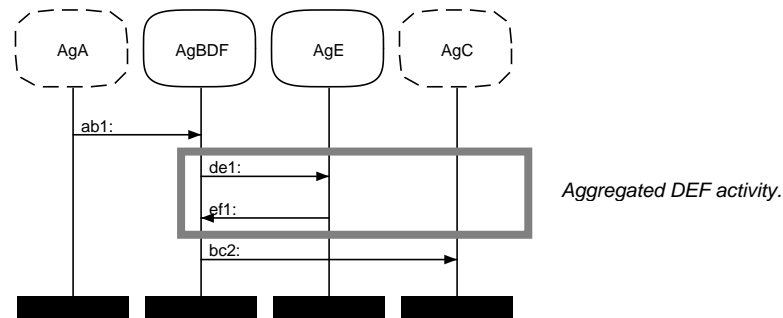 AgA
AgBDF
AgE
AgC
ab1:
de1:
Aggregated DEF activity.
ef1:
bc2: